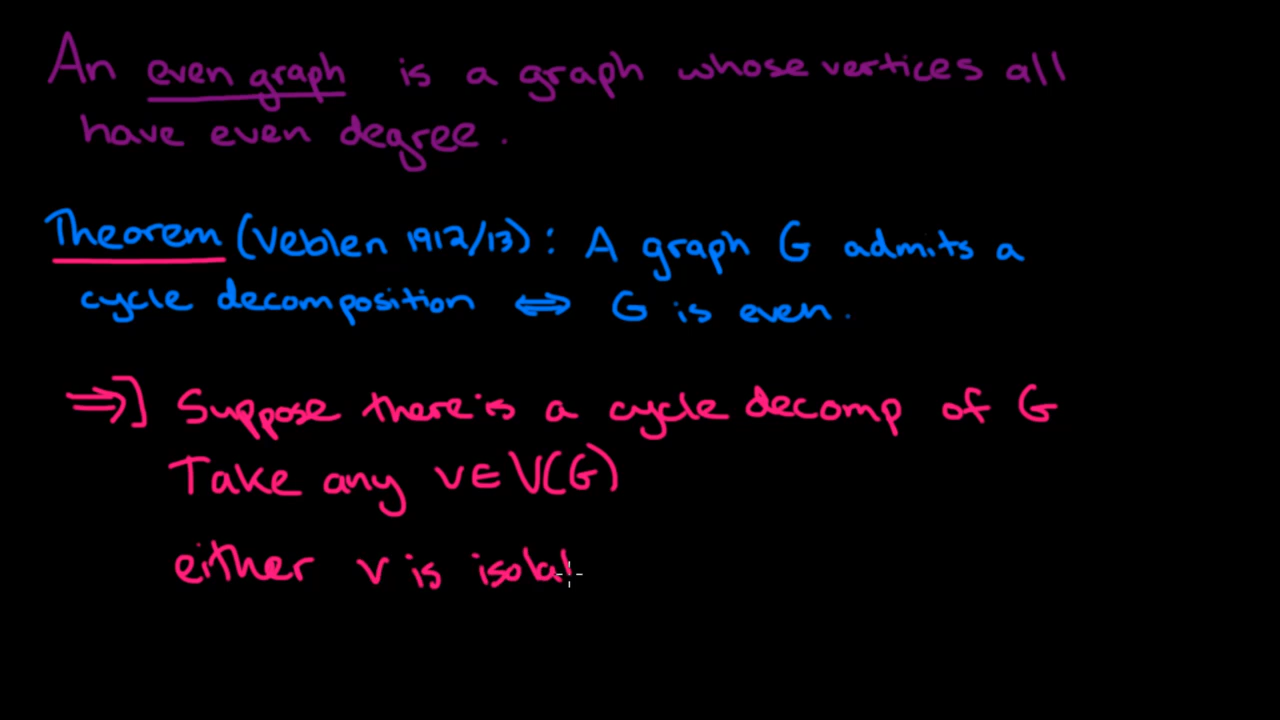 An even graph is a graph whose vertices all
have even degree.
Theorem (Veblen 1912/13): A graph G admits a
cycle decomposition ⇔ G is even.
⇒] Suppose there is a cycle decomp of G
Take any v∈V(G)
either v is isolat